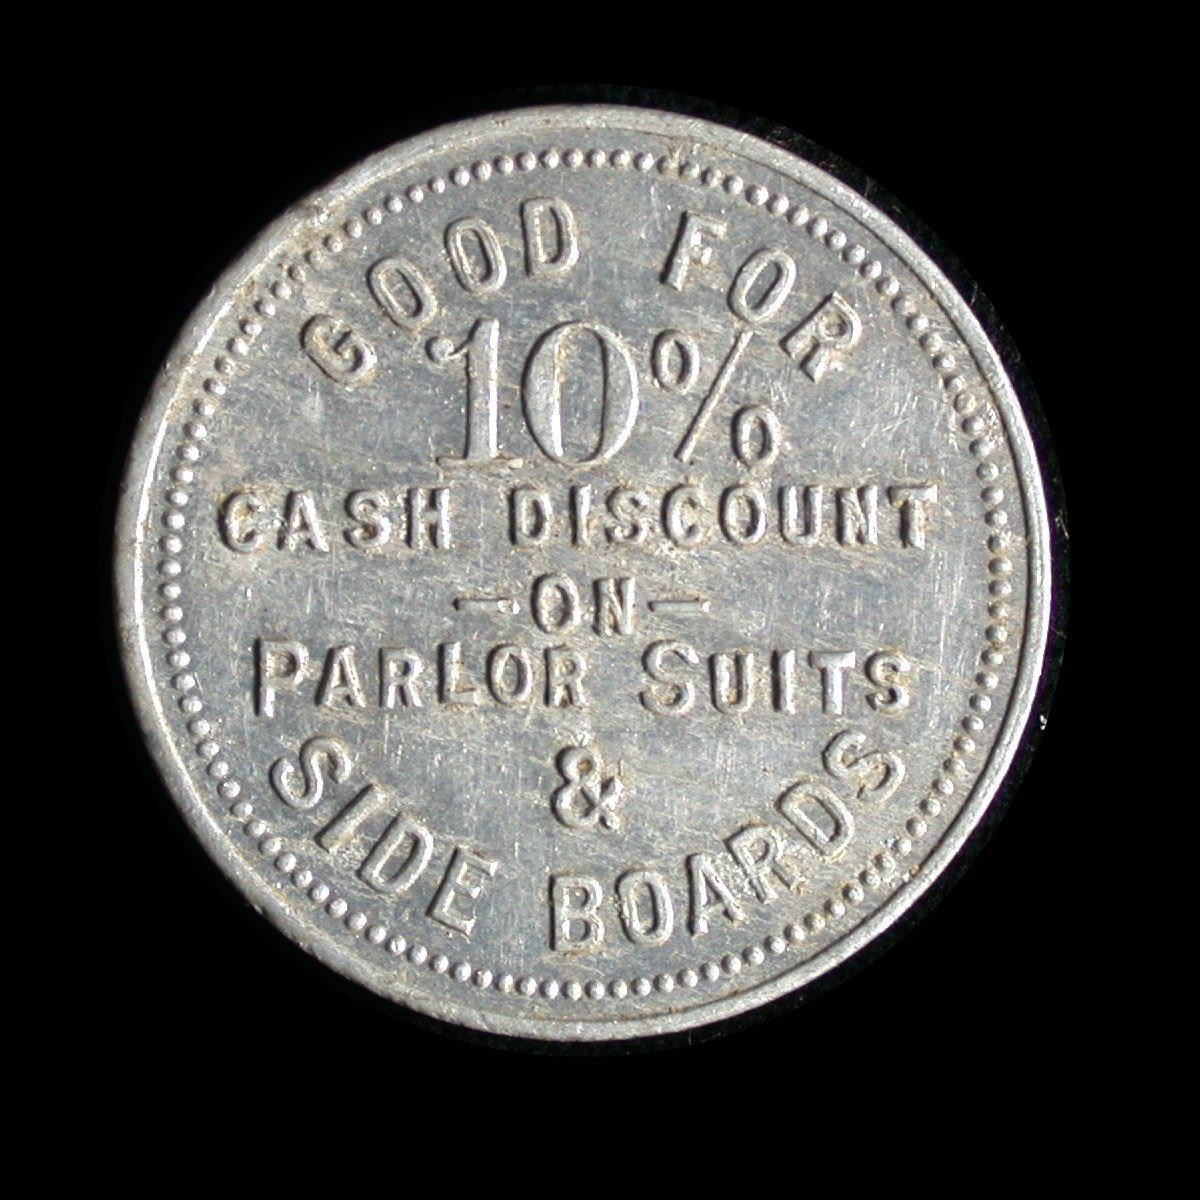 GOOD FOR
10%
CASH DISCOUNT
-ON-
PARLOR SUITS
&
SIDE BOARDS